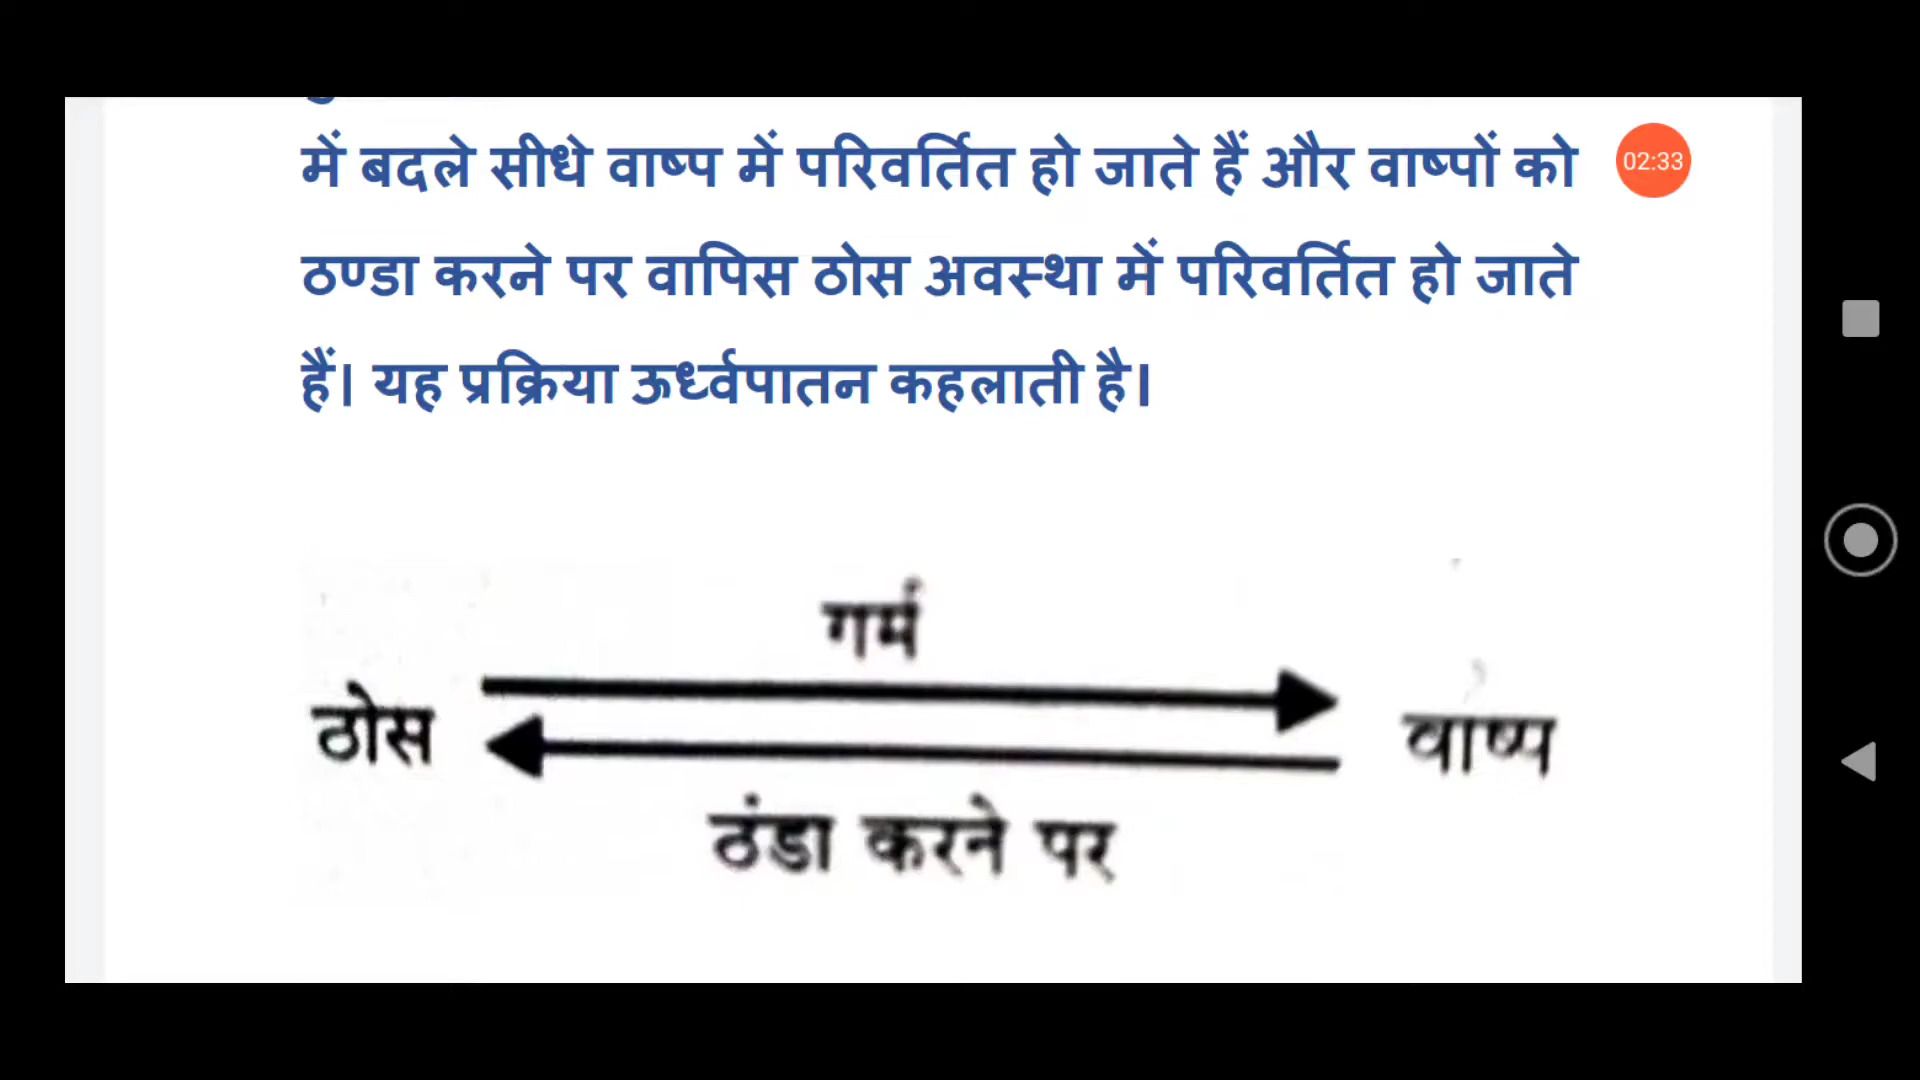 में बदले सीधे वाष्प में परिवर्तित हो जाते हैं और वाष्पों को
02:33
ठण्डा करने पर वापिस ठोस अवस्था में परिवर्तित हो जाते
हैं। यह प्रक्रिया ऊर्ध्वपातन कहलाती है।
गर्म
ठोस
वाष्प
ठंडा करने पर